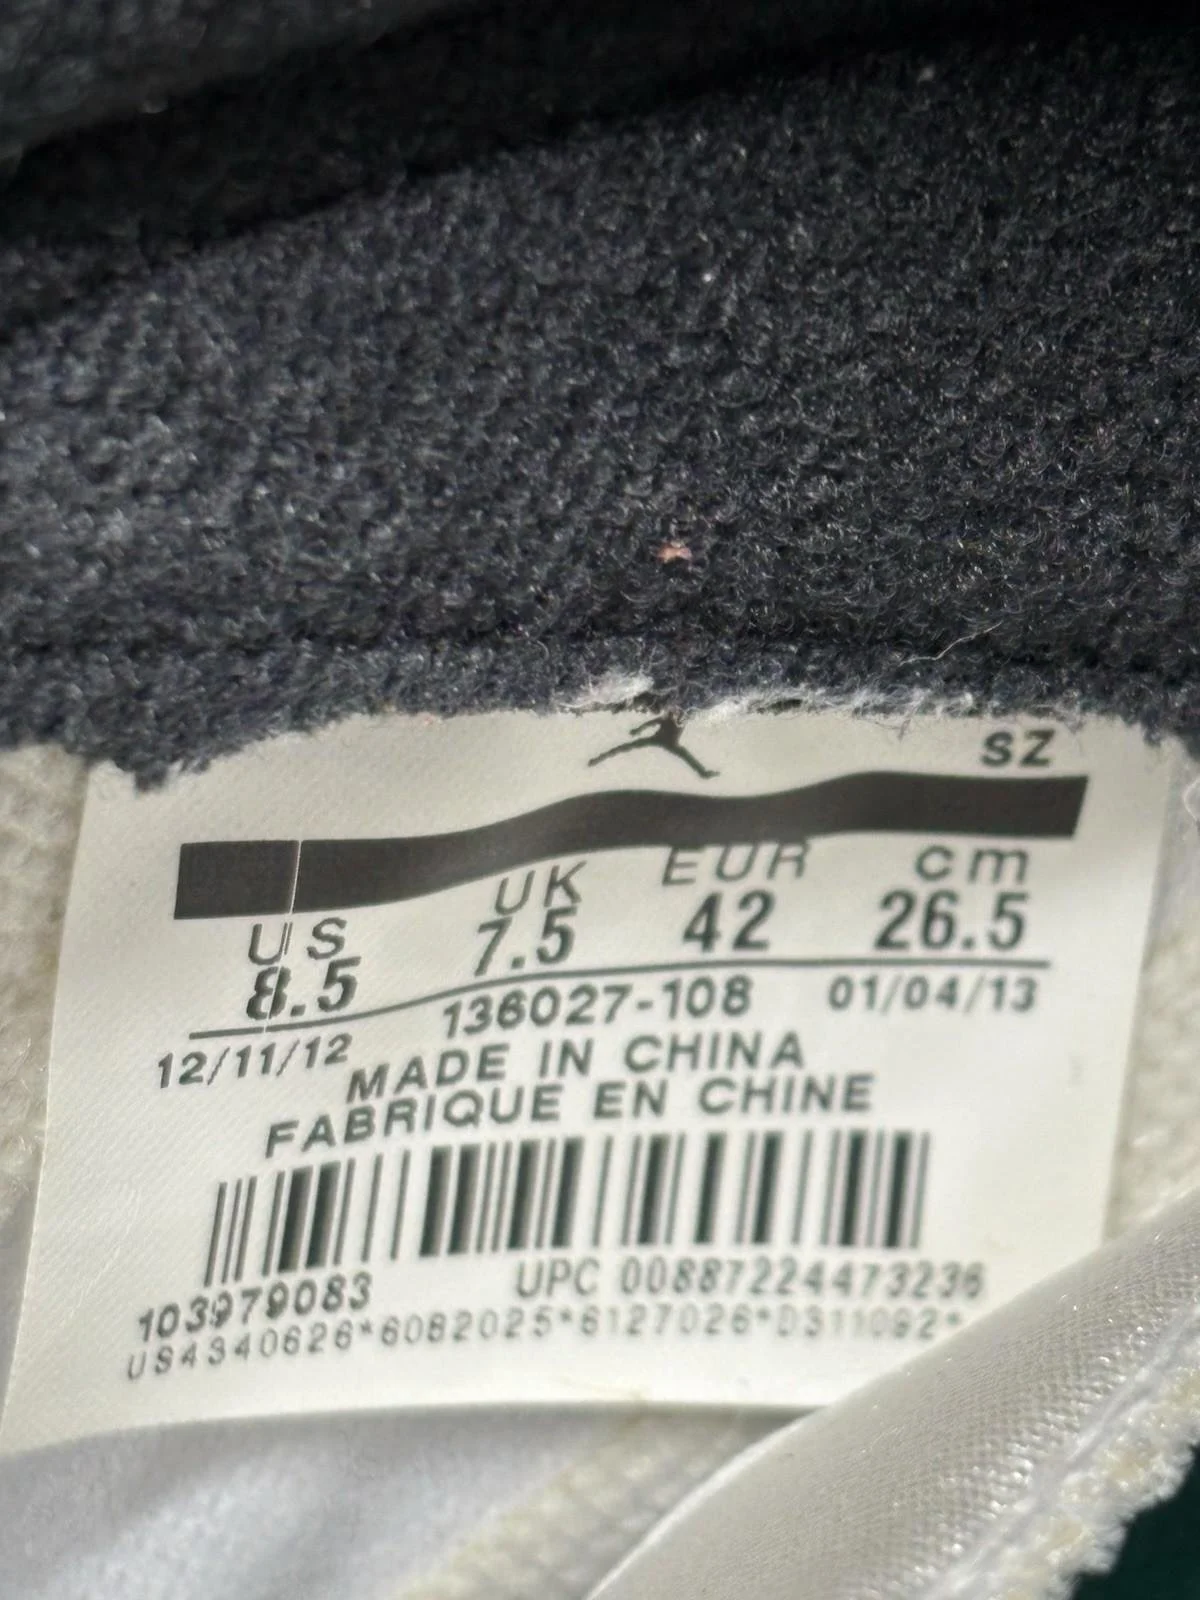 SZ
US UK EUR cm
8.5 7.5 42 26.5
12/11/12 136027-108 01/04/13
MADE IN CHINA
FABRIQUE EN CHINE
103979083 UPC 00887224473236
US4340626*6082025*6127026*D311092*